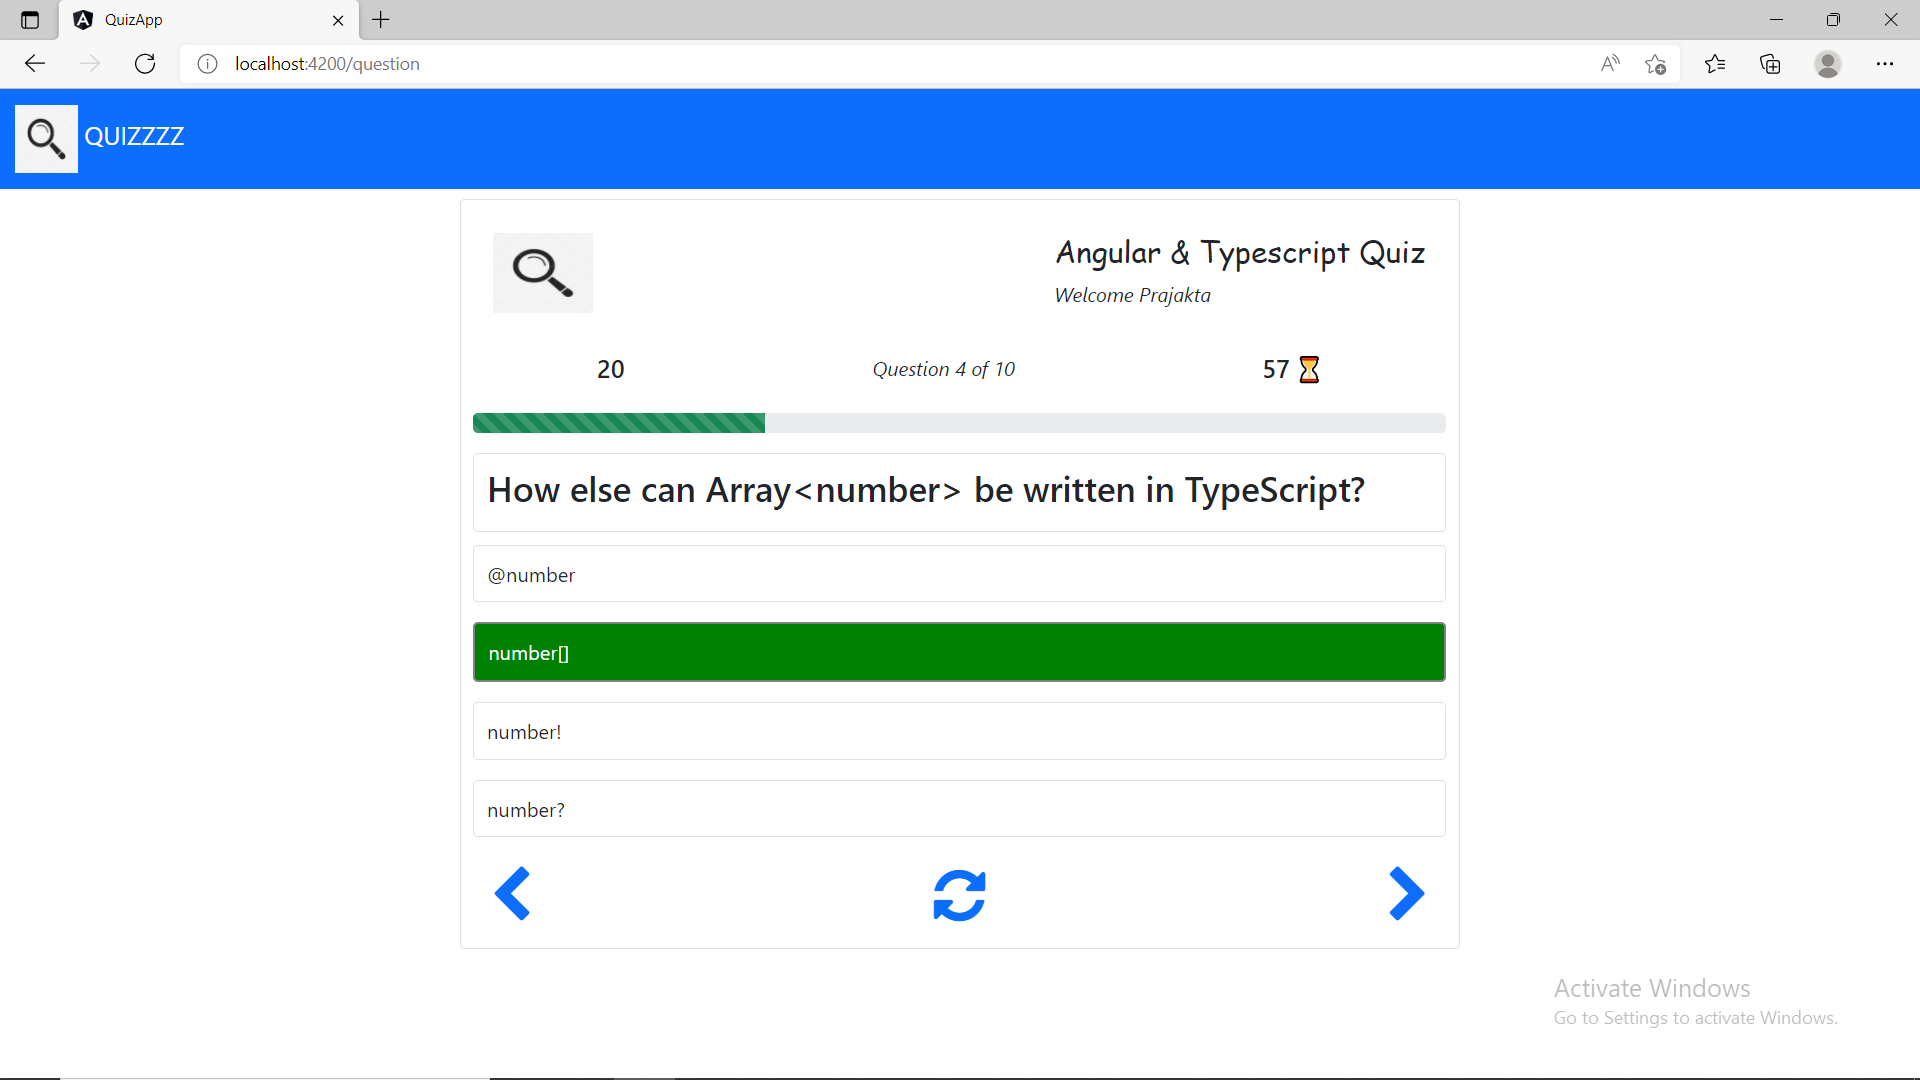 QuizApp
localhost:4200/question
QUIZZZZ
Angular & Typescript Quiz
Welcome Prajakta
20
Question 4 of 10
57
How else can Array<number> be written in TypeScript?
@number
number[]
number!
number?
Activate Windows
Go to Settings to activate Windows.